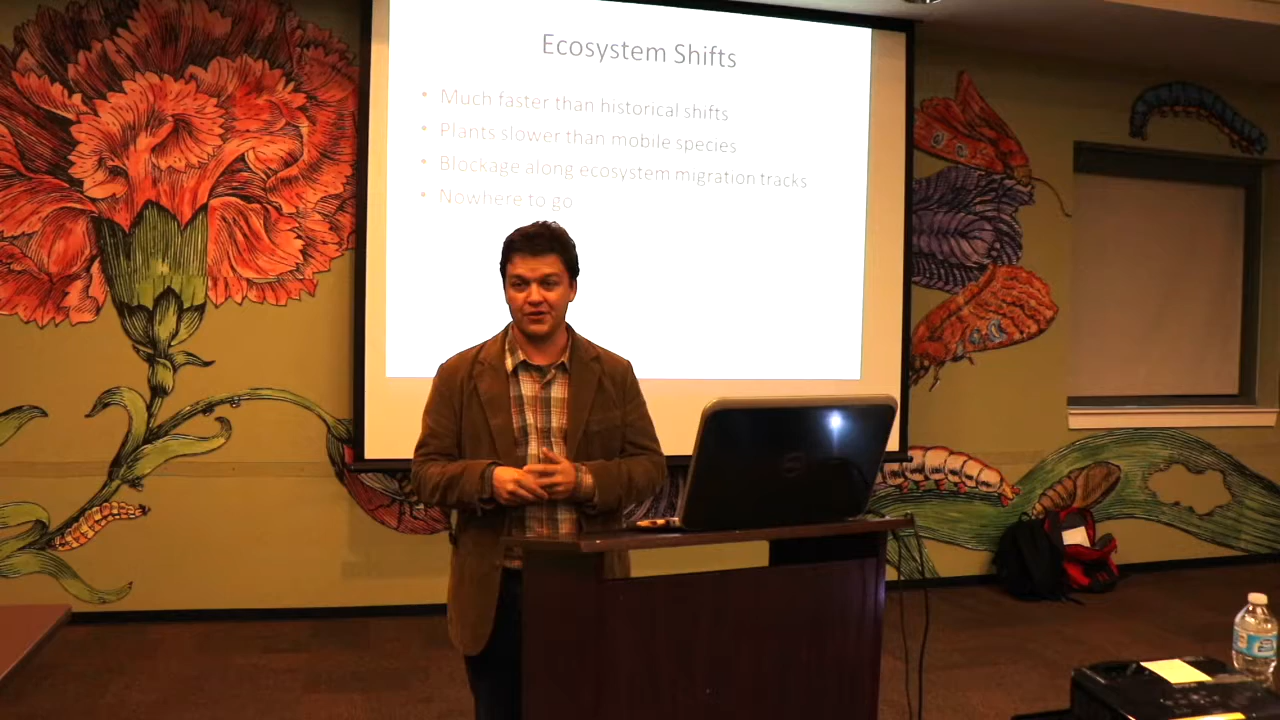 Ecosystem Shifts
• Much faster than historical shifts
• Plants slower than mobile species
• Blockage along ecosystem migration tracks
• Nowhere to go